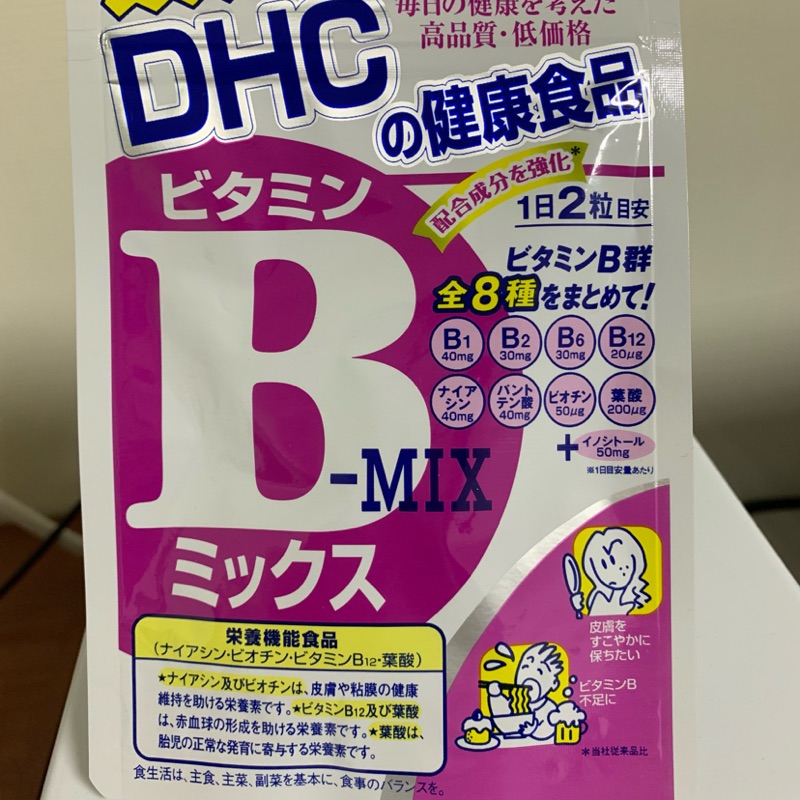 毎日の健康を考えた
高品質・低価格
DHC
の健康食品
配合成分を強化*
1日2粒目安
ビタミン
B
-MIX
ミックス
ビタミンB群
全8種をまとめて!
B1 40mg
B2 30mg
B6 30mg
B12 20μg
ナイアシン 40mg
パントテン酸 40mg
ビオチン 50μg
葉酸 200μg
+イノシトール 50mg
※1日目安量あたり
皮膚を
すこやかに
保ちたい
ビタミンB
不足に
*当社従来品比
栄養機能食品
(ナイアシン・ビオチン・ビタミンB12・葉酸)
★ナイアシン及びビオチンは、皮膚や粘膜の健康
維持を助ける栄養素です。★ビタミンB12及び葉酸
は、赤血球の形成を助ける栄養素です。★葉酸は、
胎児の正常な発育に寄与する栄養素です。
食生活は、主食、主菜、副菜を基本に、食事のバランスを。